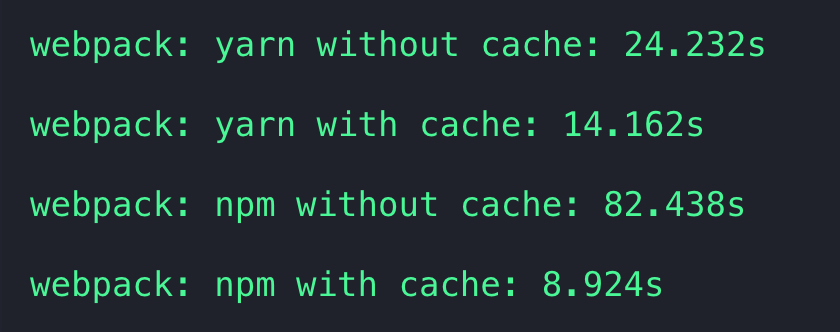 webpack: yarn without cache: 24.232s
webpack: yarn with cache: 14.162s
webpack: npm without cache: 82.438s
webpack: npm with cache: 8.924s